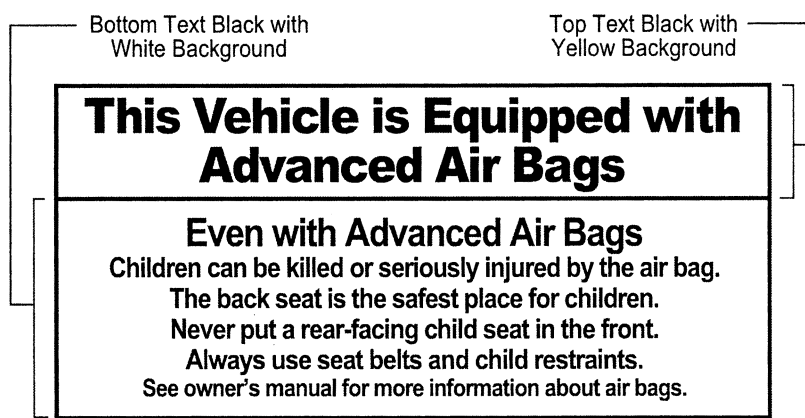 Bottom Text Black with
White Background
Top Text Black with
Yellow Background
This Vehicle is Equipped with
Advanced Air Bags
Even with Advanced Air Bags
Children can be killed or seriously injured by the air bag.
The back seat is the safest place for children.
Never put a rear-facing child seat in the front.
Always use seat belts and child restraints.
See owner's manual for more information about air bags.